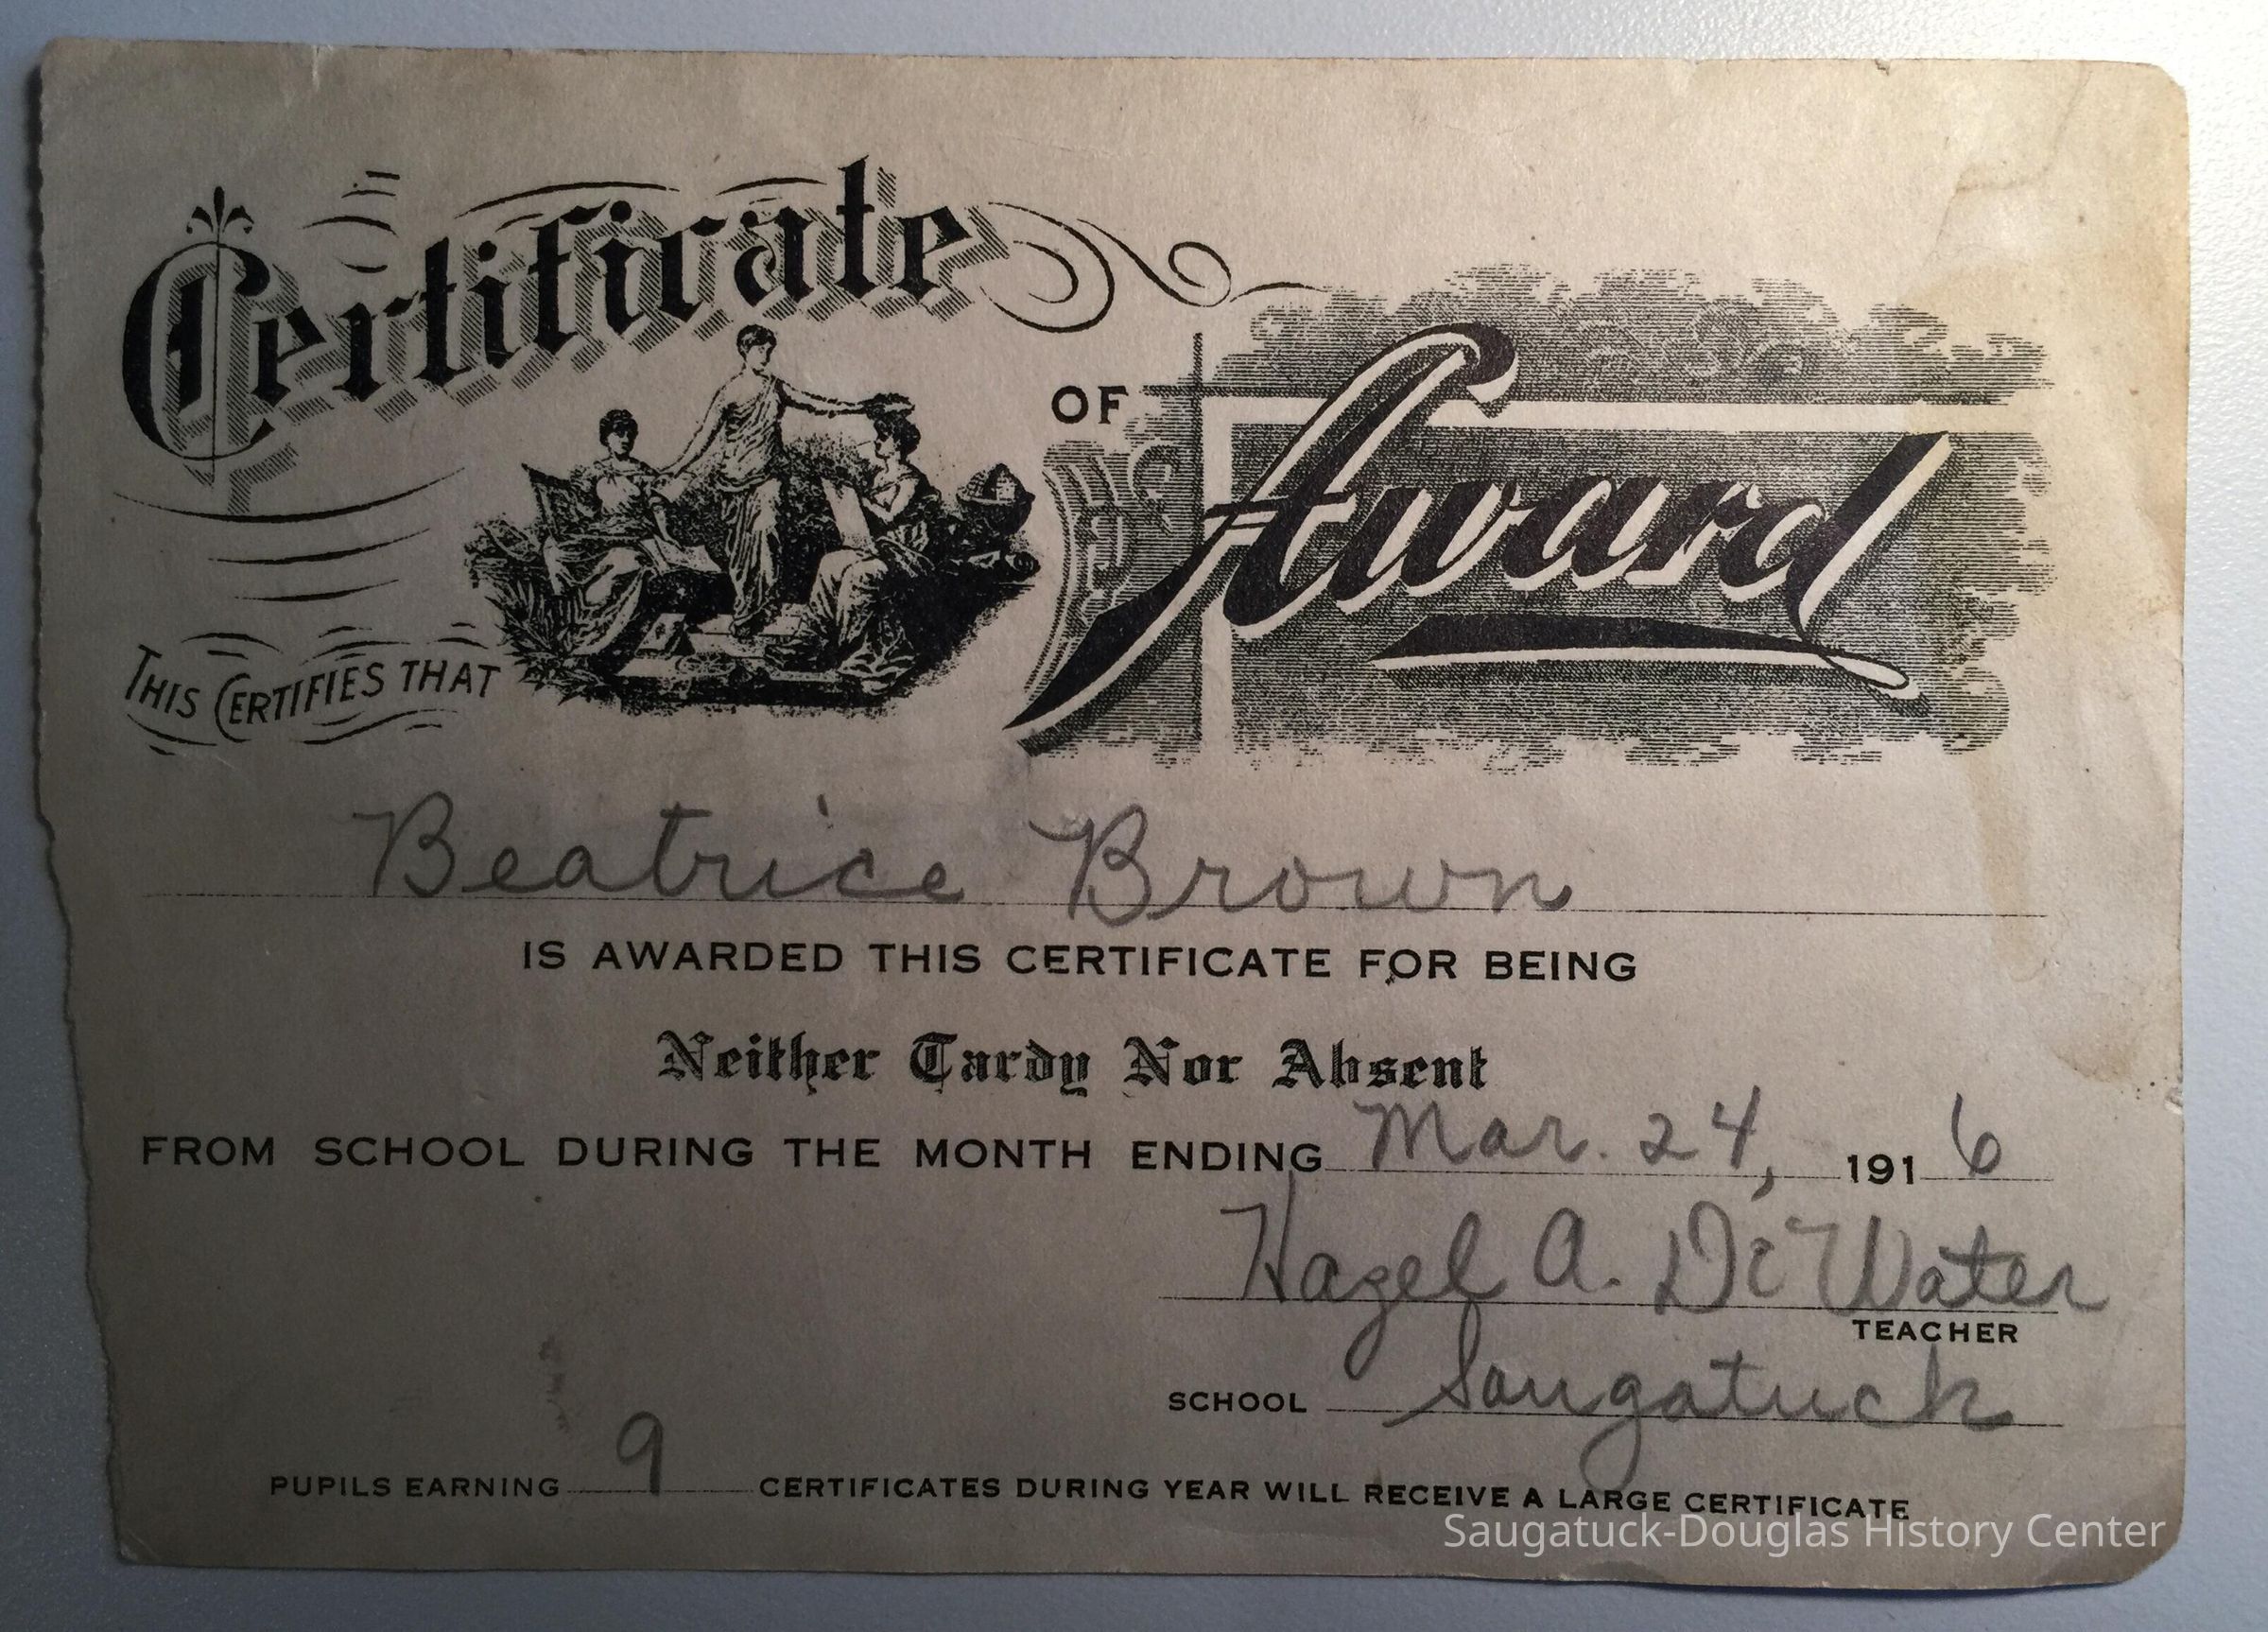 Certificate
OF
Award
THIS CERTIFIES THAT
Beatrice Brown
IS AWARDED THIS CERTIFICATE FOR BEING
Neither Tardy Nor Absent
FROM SCHOOL DURING THE MONTH ENDING Mar. 24, 1916
Hazel A. DeWater
TEACHER
SCHOOL Saugatuck
PUPILS EARNING 9 CERTIFICATES DURING YEAR WILL RECEIVE A LARGE CERTIFICATE
Saugatuck-Douglas History Center